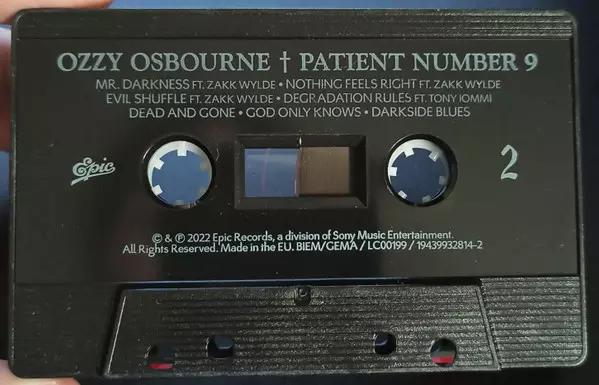 OZZY OSBOURNE † PATIENT NUMBER 9
MR. DARKNESS FT. ZAKK WYLDE • NOTHING FEELS RIGHT FT. ZAKK WYLDE
EVIL SHUFFLE FT. ZAKK WYLDE • DEGRADATION RULES FT. TONY IOMMI
DEAD AND GONE • GOD ONLY KNOWS • DARKSIDE BLUES
Epic
2
© & ℗ 2022 Epic Records, a division of Sony Music Entertainment.
All Rights Reserved. Made in the EU. BIEM/GEMA / LC00199 / 19439932814-2